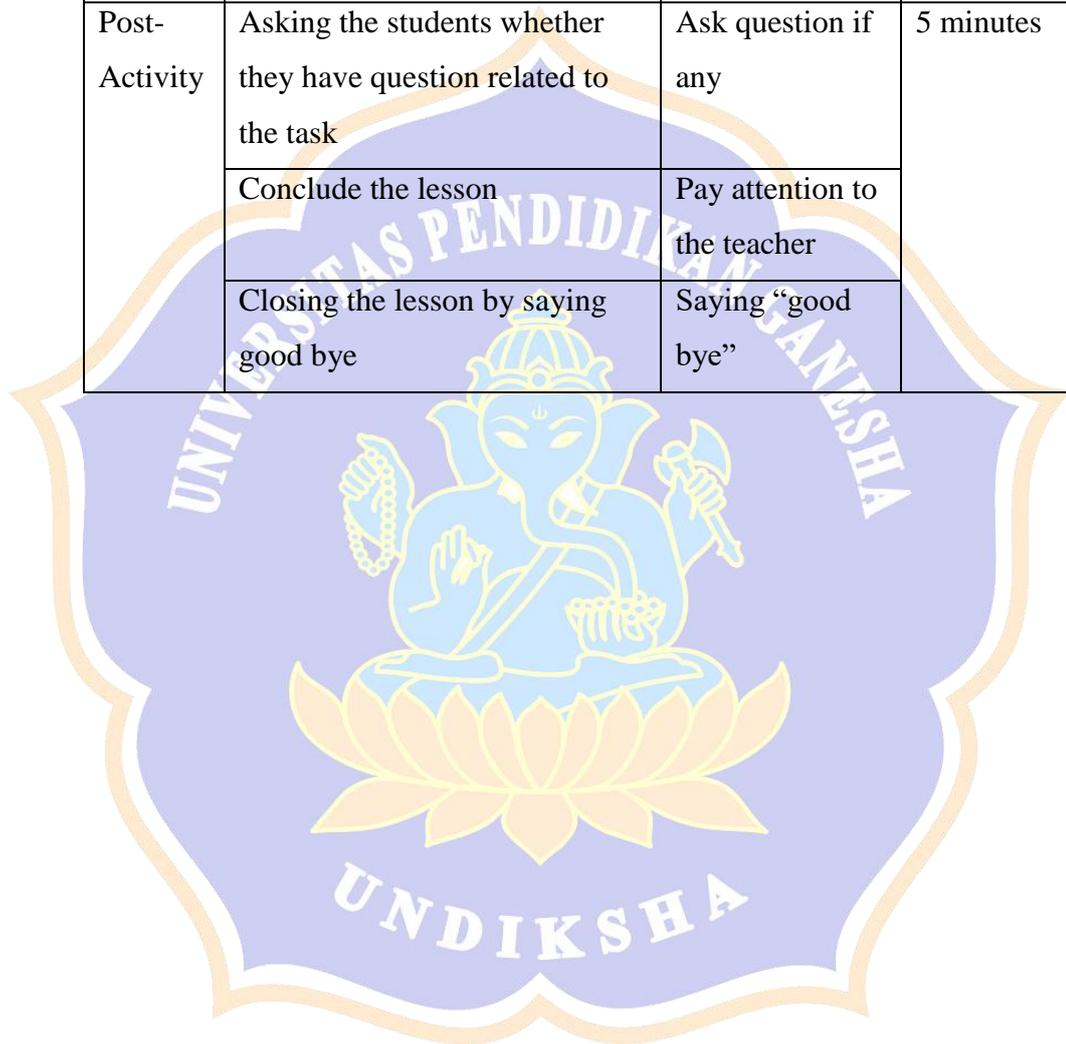 Post-
Activity
Asking the students whether
they have question related to
the task
Ask question if
any
5 minutes
Conclude the lesson
Pay attention to
the teacher
Closing the lesson by saying
good bye
Saying “good
bye”
UNIVERSITAS PENDIDIKAN GANESHA
UNDIKSHA